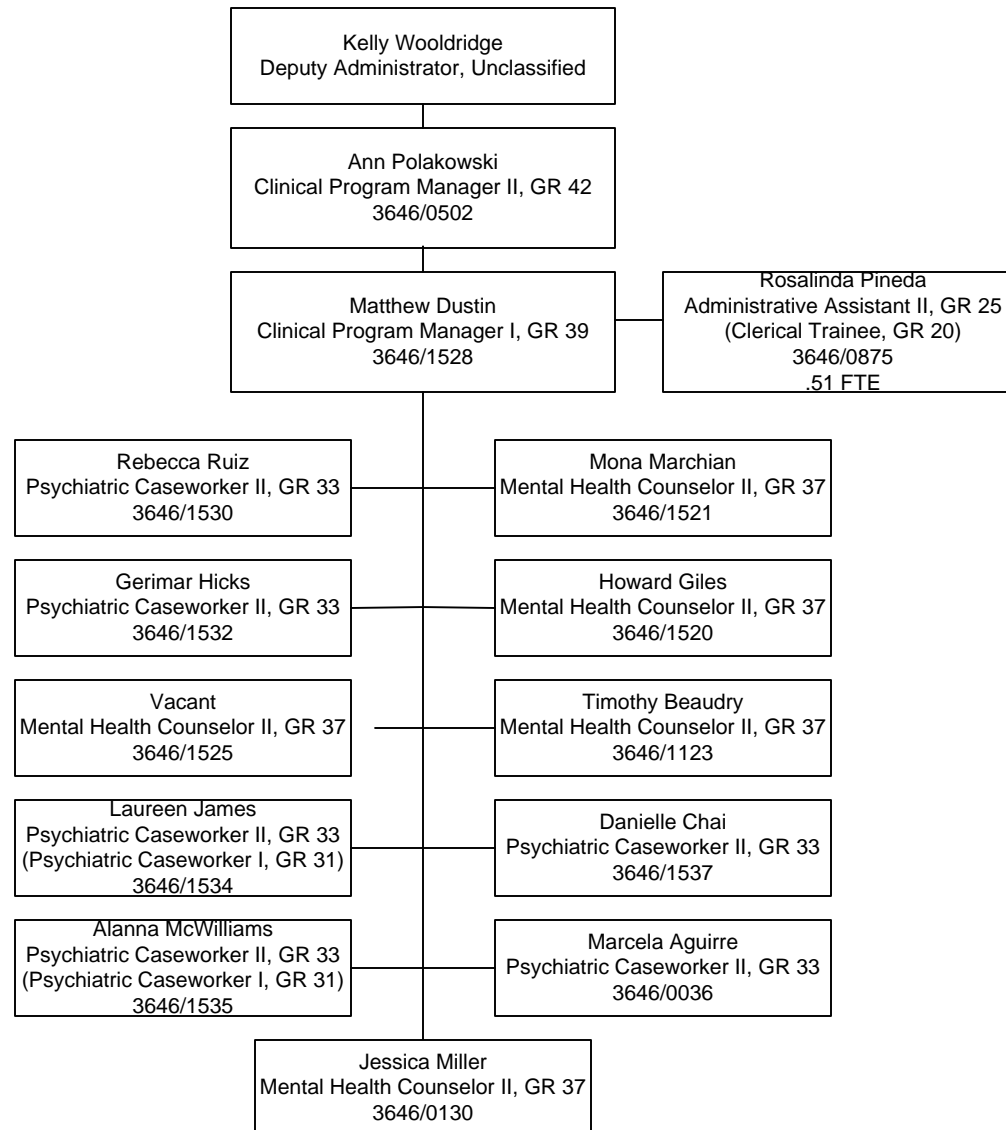 Kelly Wooldridge
Deputy Administrator, Unclassified
Ann Polakowski
Clinical Program Manager II, GR 42
3646/0502
Matthew Dustin
Clinical Program Manager I, GR 39
3646/1528
Rosalinda Pineda
Administrative Assistant II, GR 25
(Clerical Trainee, GR 20)
3646/0875
.51 FTE
Rebecca Ruiz
Psychiatric Caseworker II, GR 33
3646/1530
Mona Marchian
Mental Health Counselor II, GR 37
3646/1521
Gerimar Hicks
Psychiatric Caseworker II, GR 33
3646/1532
Howard Giles
Mental Health Counselor II, GR 37
3646/1520
Vacant
Mental Health Counselor II, GR 37
3646/1525
Timothy Beaudry
Mental Health Counselor II, GR 37
3646/1123
Laureen James
Psychiatric Caseworker II, GR 33
(Psychiatric Caseworker I, GR 31)
3646/1534
Danielle Chai
Psychiatric Caseworker II, GR 33
3646/1537
Alanna McWilliams
Psychiatric Caseworker II, GR 33
(Psychiatric Caseworker I, GR 31)
3646/1535
Marcela Aguirre
Psychiatric Caseworker II, GR 33
3646/0036
Jessica Miller
Mental Health Counselor II, GR 37
3646/0130